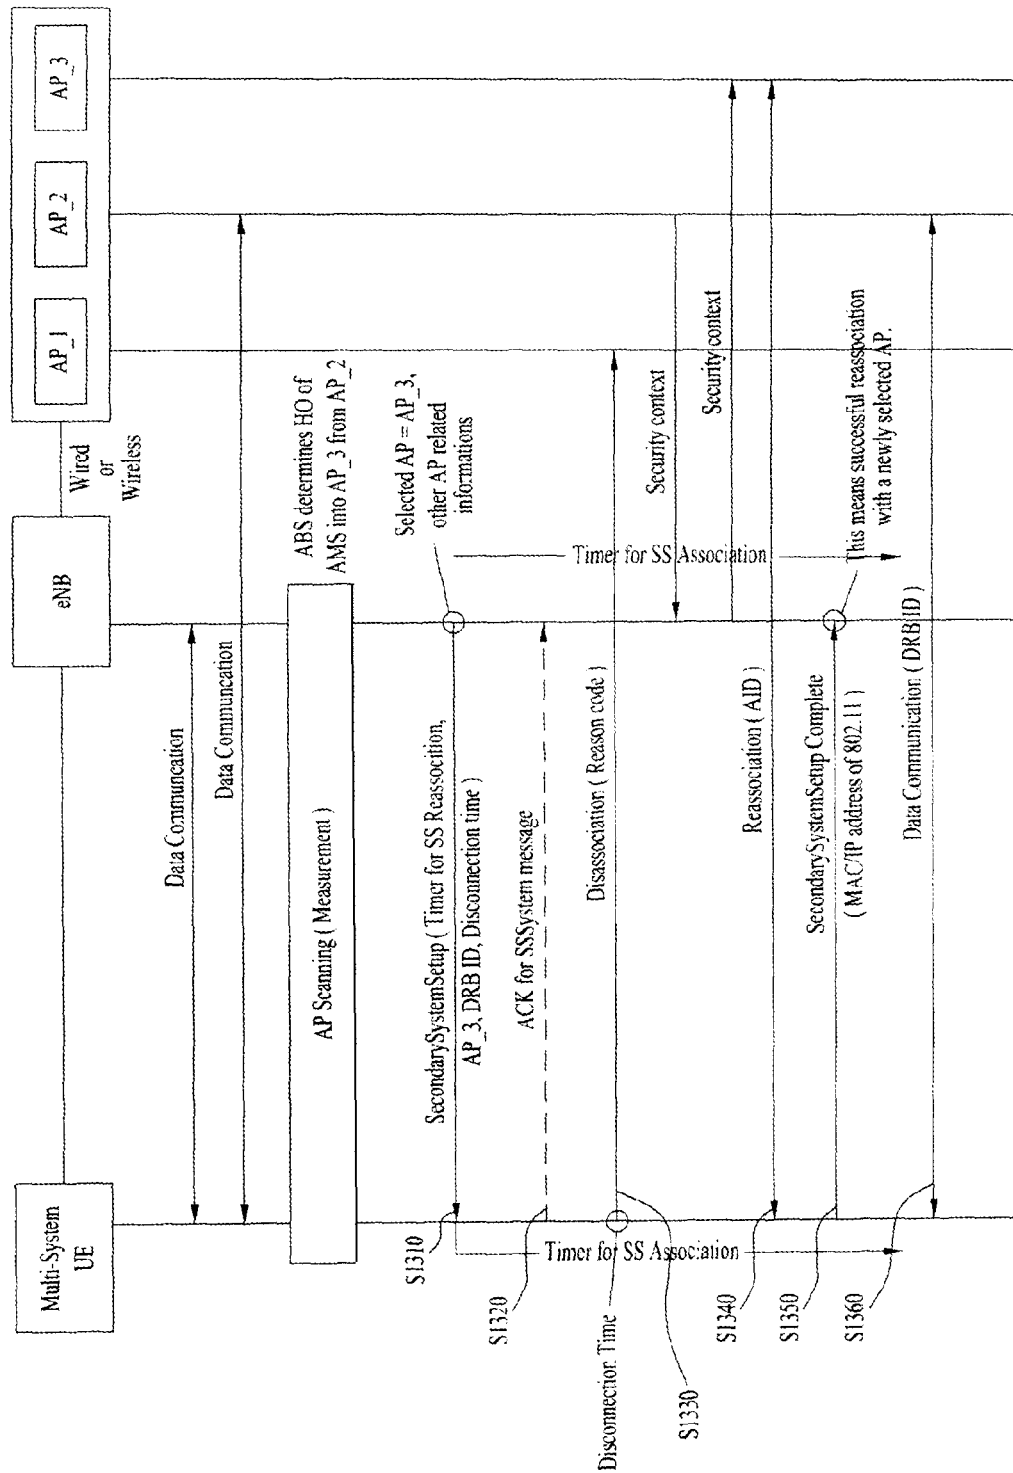 Multi-System
UE
eNB
Wired
or
Wireless
AP_1
AP_2
AP_3
Data Communcation
Data Communcation
AP Scanning ( Measurement )
ABS determines HO of
AMS into AP_3 from AP_2
S1310
SecondarySystemSetup ( Timer for SS Reassocition,
AP_3, DRB ID, Disconnection time )
Selected AP = AP_3,
other AP related
informations
S1320
ACK for SSSystem message
Timer for SS Association
Timer for SS Association
Disconnection Time
S1330
Disassociation ( Reason code )
Security context
Security context
S1340
Reassociation ( AID )
S1350
SecondarySystemSetup Complete
( MAC/IP address of 802.11 )
This means successful reassociation
with a newly selected AP.
S1360
Data Communication ( DRB ID )